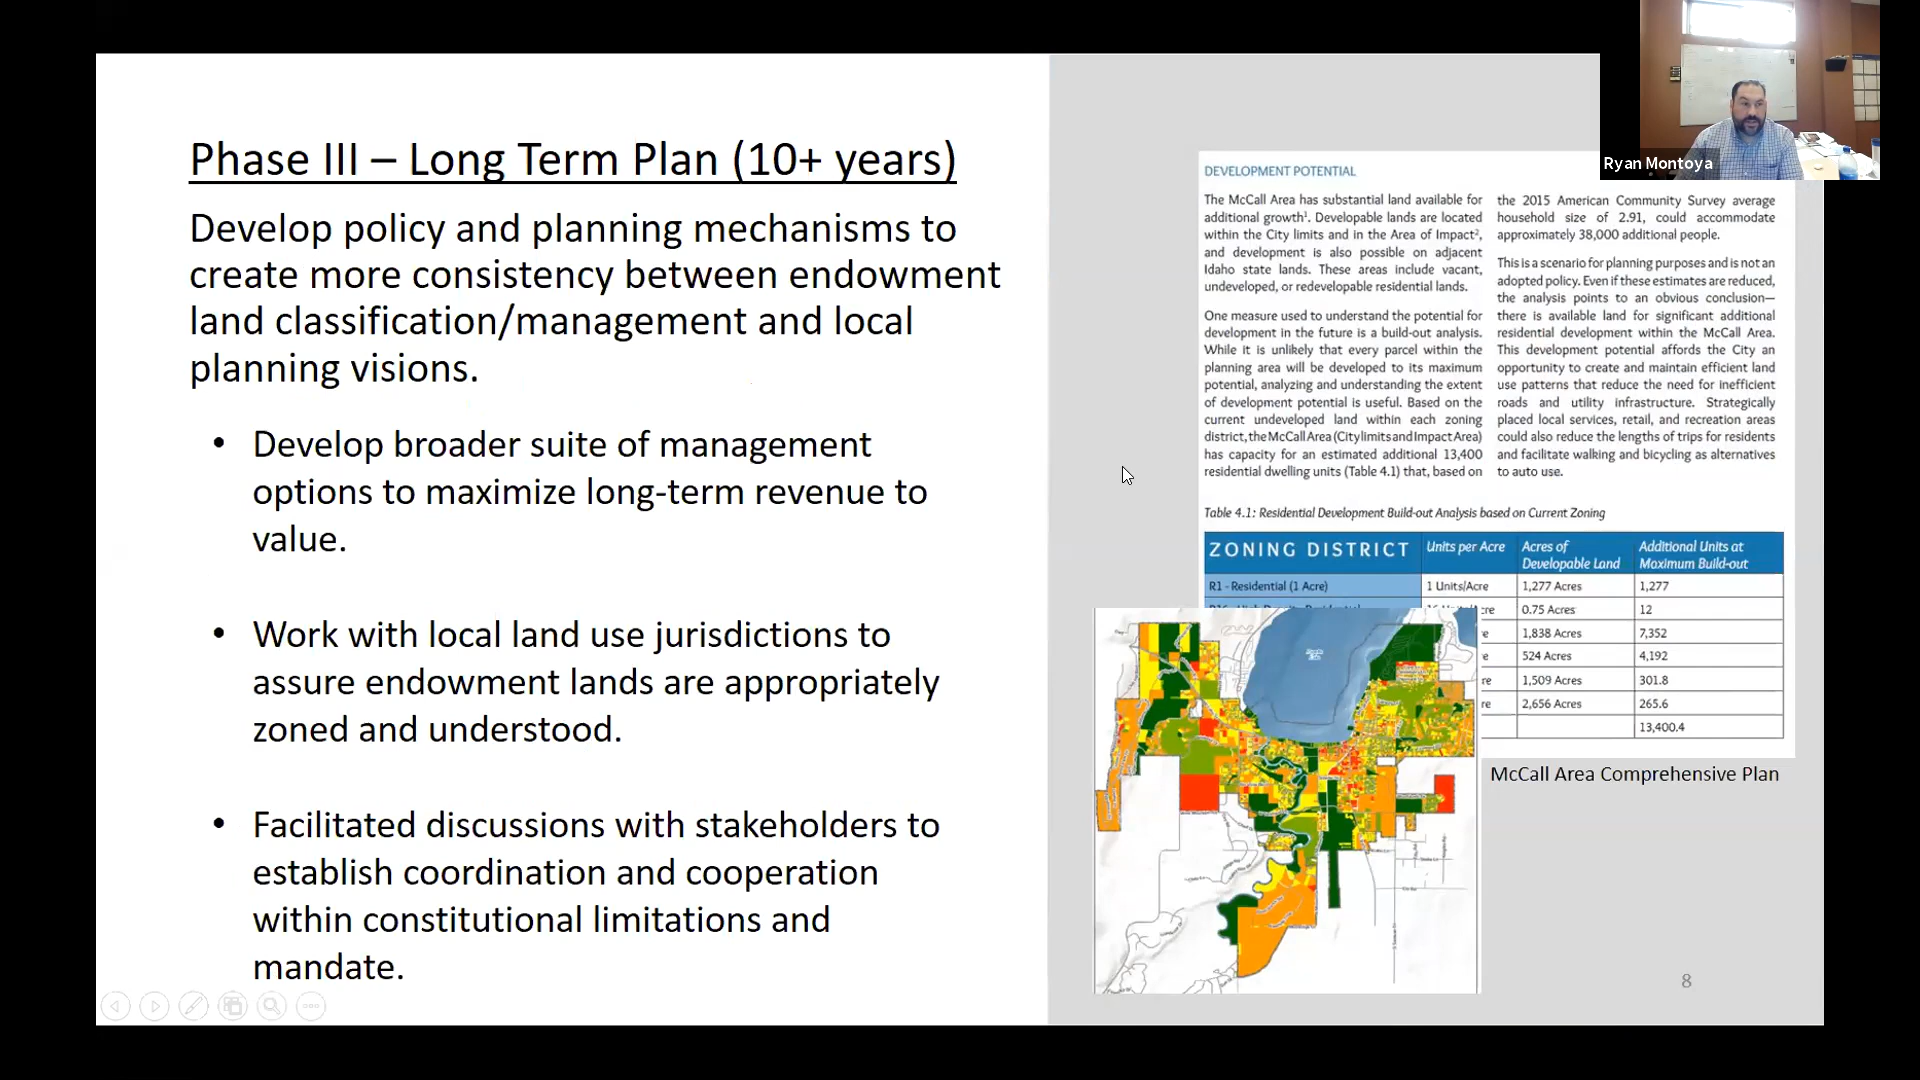 Phase III – Long Term Plan (10+ years)
Develop policy and planning mechanisms to
create more consistency between endowment
land classification/management and local
planning visions.
• Develop broader suite of management
options to maximize long-term revenue to
value.
• Work with local land use jurisdictions to
assure endowment lands are appropriately
zoned and understood.
• Facilitated discussions with stakeholders to
establish coordination and cooperation
within constitutional limitations and
mandate.
Ryan Montoya
DEVELOPMENT POTENTIAL
The McCall Area has substantial land available for
additional growth¹. Developable lands are located
within the City limits and in the Area of Impact²,
and development is also possible on adjacent
Idaho state lands. These areas include vacant,
undeveloped, or redevelopable residential lands.
One measure used to understand the potential for
development in the future is a build-out analysis.
While it is unlikely that every parcel within the
planning area will be developed to its maximum
potential, analyzing and understanding the extent
of development potential is useful. Based on the
current undeveloped land within each zoning
district, the McCall Area (City limits and Impact Area)
has capacity for an estimated additional 13,400
residential dwelling units (Table 4.1) that, based on
the 2015 American Community Survey average
household size of 2.91, could accommodate
approximately 38,000 additional people.
This is a scenario for planning purposes and is not an
adopted policy. Even if these estimates are reduced,
the analysis points to an obvious conclusion—
there is available land for significant additional
residential development within the McCall Area.
This development potential affords the City an
opportunity to create and maintain efficient land
use patterns that reduce the need for inefficient
roads and utility infrastructure. Strategically
placed local services, retail, and recreation areas
could also reduce the lengths of trips for residents
and facilitate walking and bicycling as alternatives
to auto use.
Table 4.1: Residential Development Build-out Analysis based on Current Zoning
ZONING DISTRICT Units per Acre Acres of Developable Land Additional Units at Maximum Build-out
R1 - Residential (1 Acre) 1 Units/Acre 1,277 Acres 1,277
0.75 Acres 12
1,838 Acres 7,352
524 Acres 4,192
1,509 Acres 301.8
2,656 Acres 265.6
13,400.4
McCall Area Comprehensive Plan
8